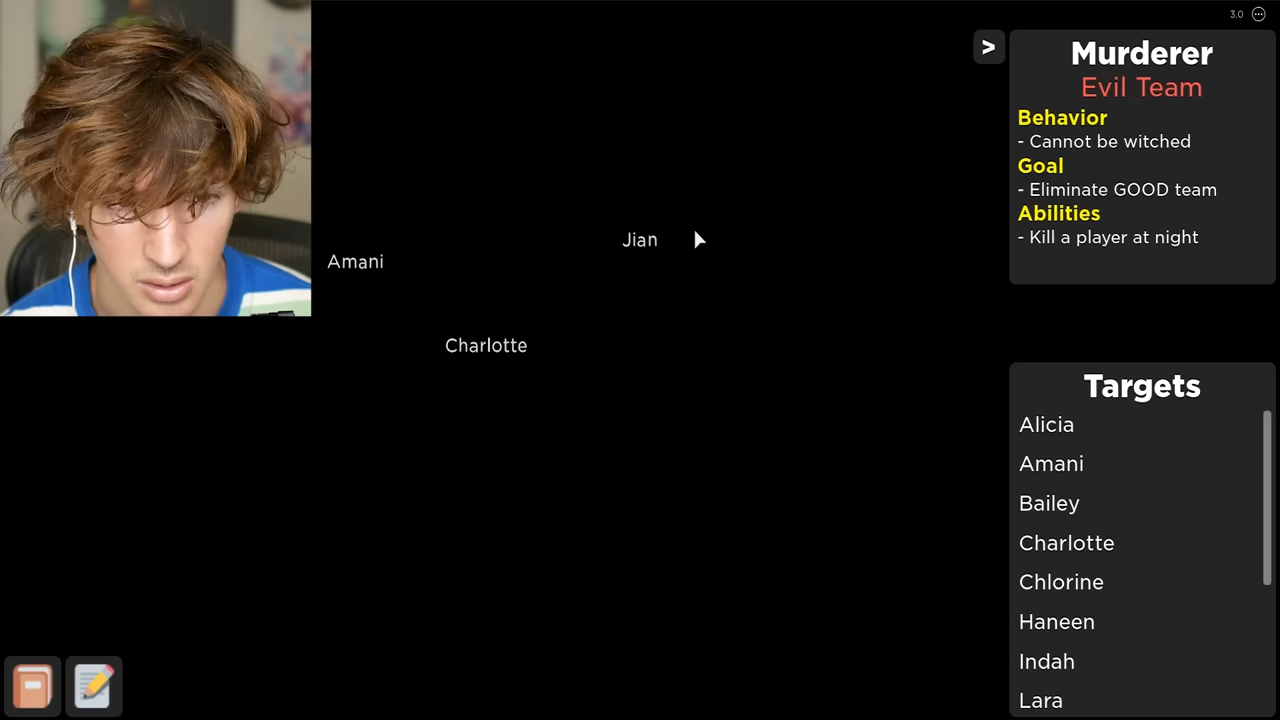 3.0
>
Murderer
Evil Team
Behavior
- Cannot be witched
Goal
- Eliminate GOOD team
Abilities
- Kill a player at night
Jian
Amani
Charlotte
Targets
Alicia
Amani
Bailey
Charlotte
Chlorine
Haneen
Indah
Lara